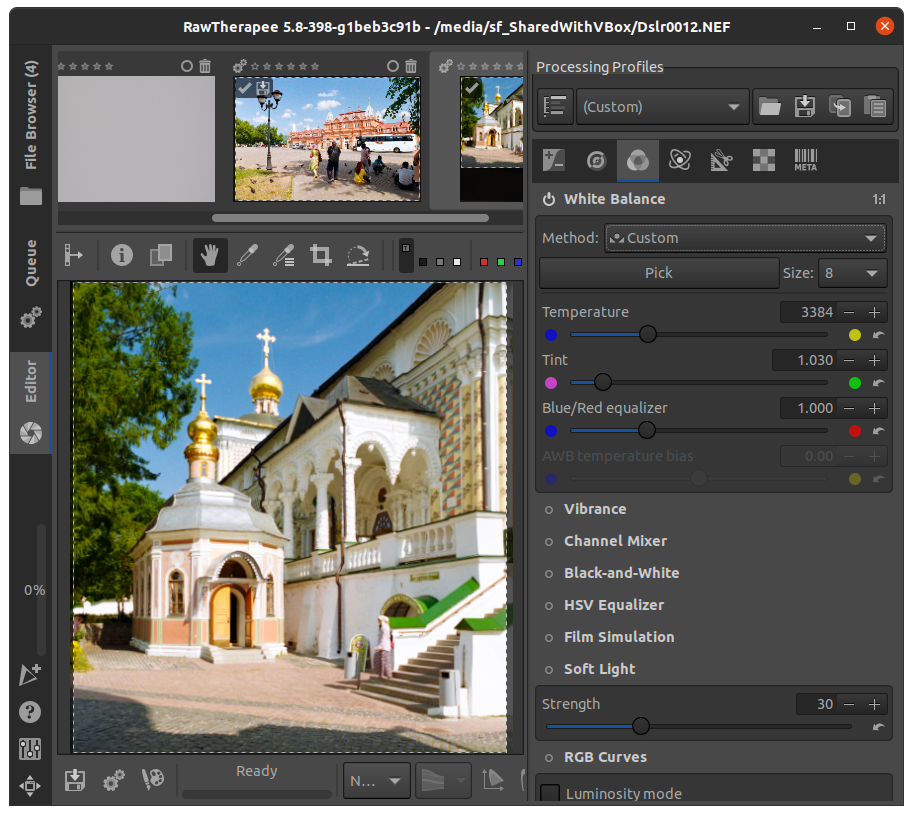 RawTherapee 5.8-398-g1beb3c91b - /media/sf_SharedWithVBox/Dslr0012.NEF
File Browser (4)
Queue
Editor
0%
Processing Profiles
(Custom)
META
White Balance
1:1
Method:
Custom
Pick
Size:
8
Temperature
3384
Tint
1.030
Blue/Red equalizer
1.000
AWB temperature bias
0.00
Vibrance
Channel Mixer
Black-and-White
HSV Equalizer
Film Simulation
Soft Light
Strength
30
RGB Curves
Luminosity mode
Ready
N...